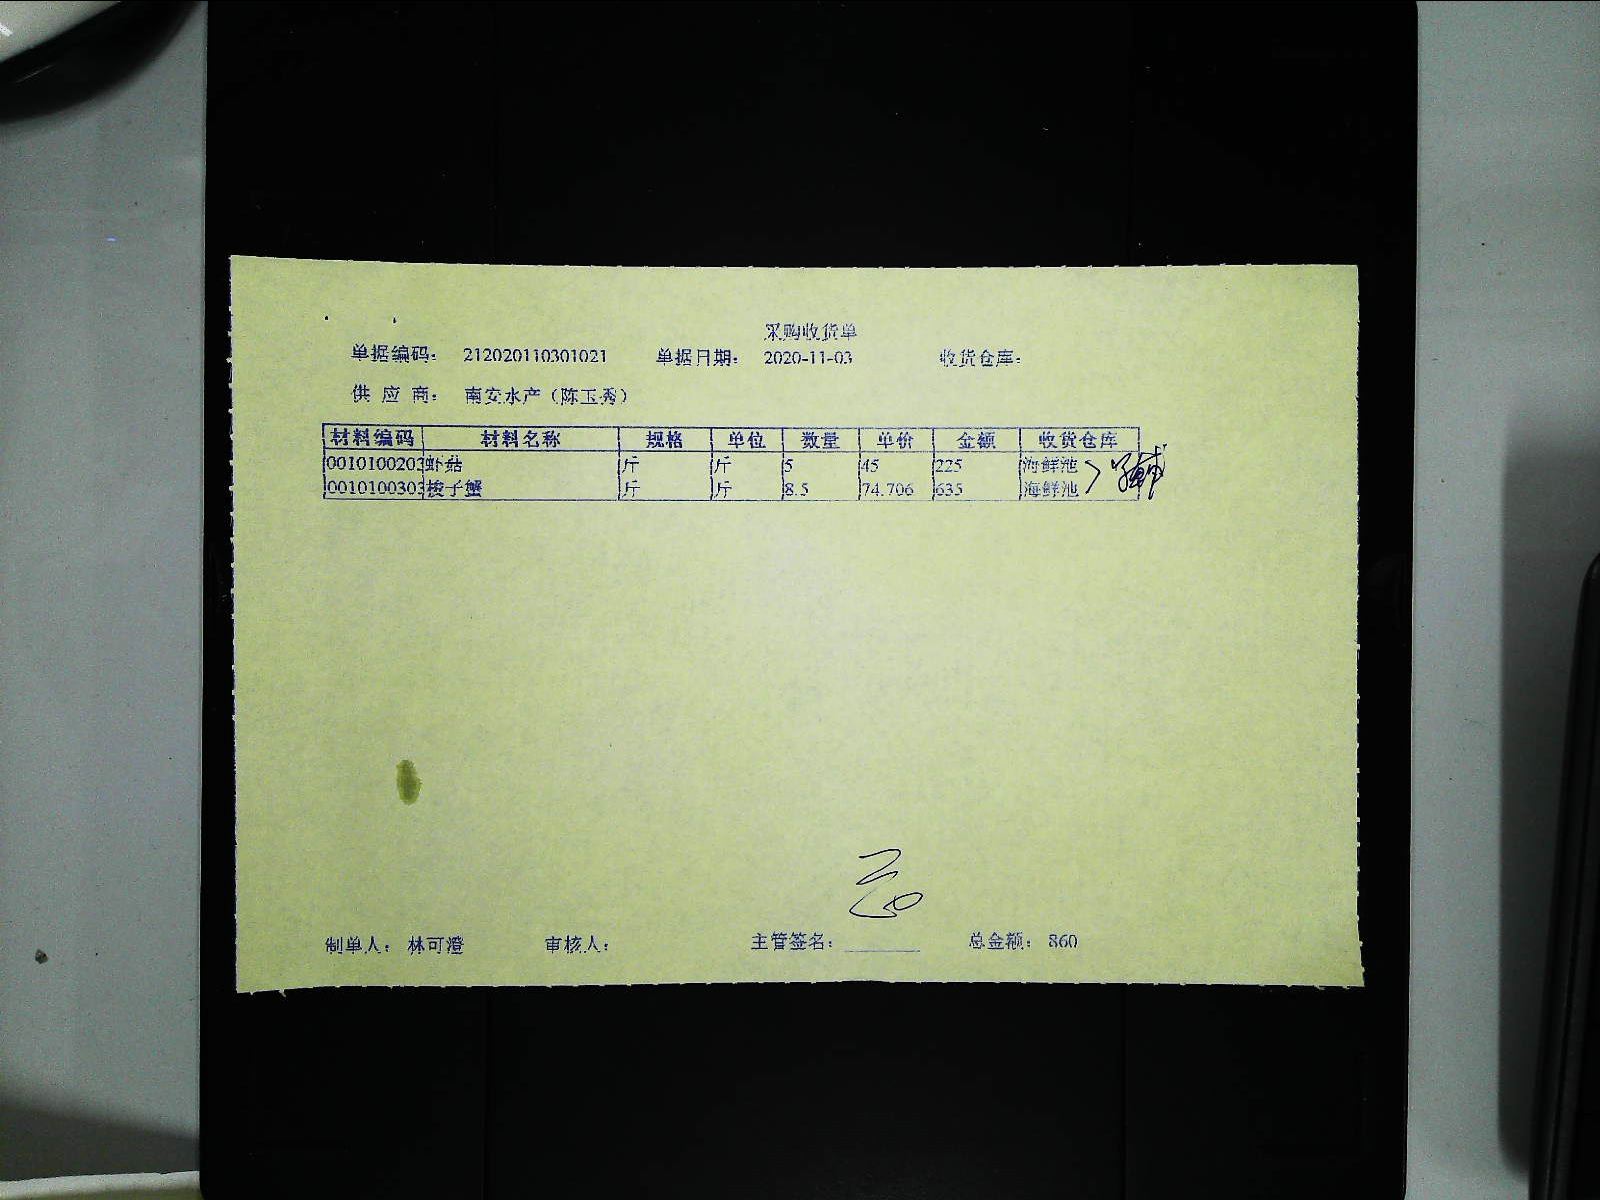 采购收货单
单据编码： 212020110301021 单据日期： 2020-11-03 收货仓库：
供 应 商： 南安水产（陈玉秀）
材料编码 材料名称 规格 单位 数量 单价 金额 收货仓库
0010100203 虾菇 斤 斤 5 45 225 海鲜池
0010100303 梭子蟹 斤 斤 8.5 74.706 635 海鲜池
制单人： 林可澄 审核人： 主管签名：________ 总金额： 860